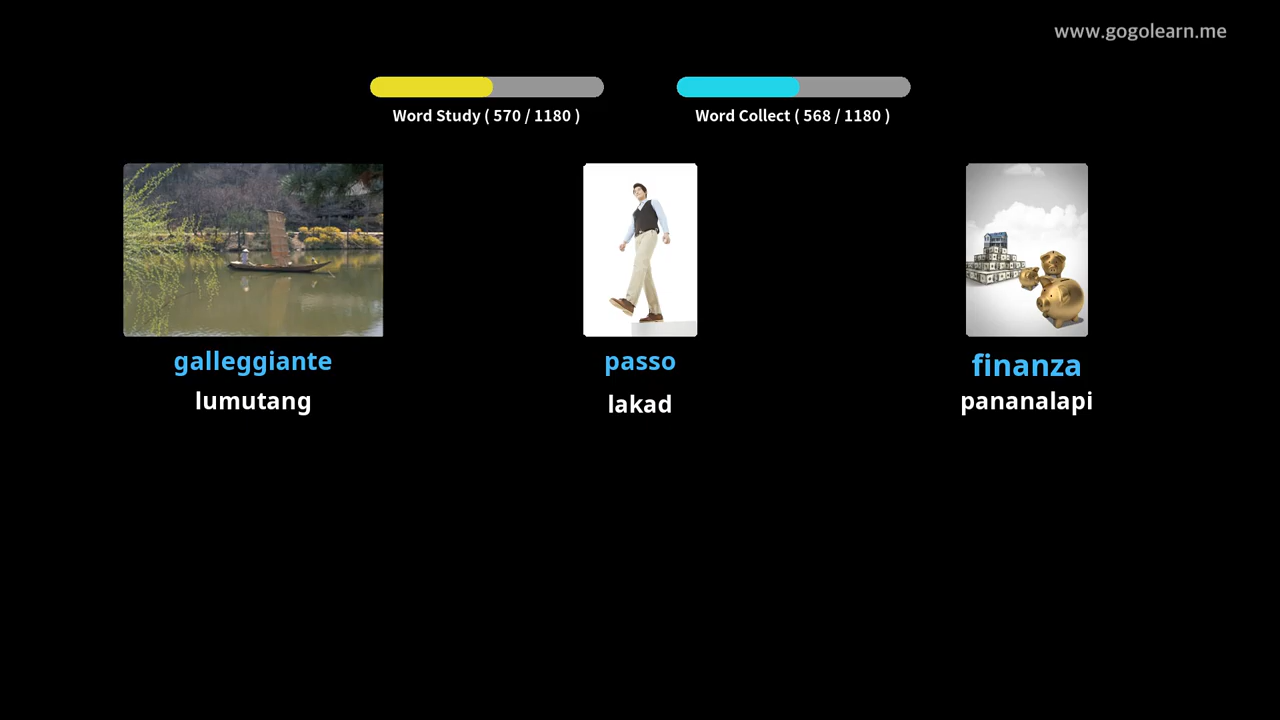 www.gogolearn.me
Word Study ( 570 / 1180 )
Word Collect ( 568 / 1180 )
galleggiante
lumutang
passo
lakad
finanza
pananalapi